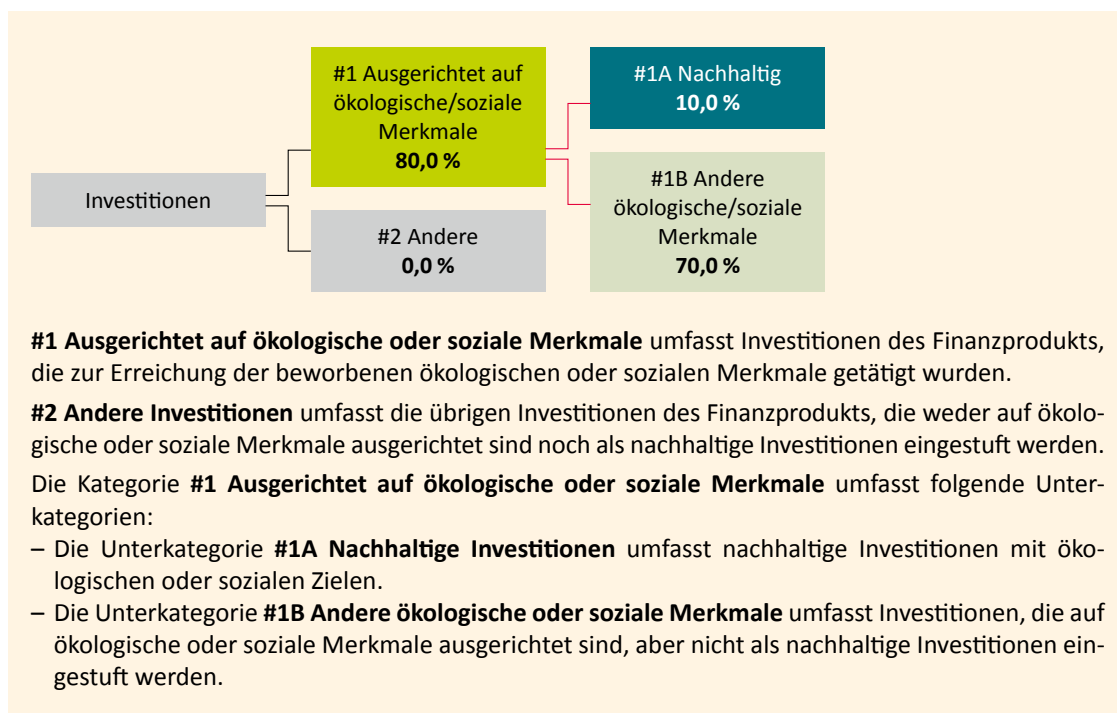 #1 Ausgerichtet auf
ökologische/soziale
Merkmale
80,0 %
#1A Nachhaltig
10,0 %
Investitionen
#1B Andere
ökologische/soziale
Merkmale
70,0 %
#2 Andere
0,0 %
#1 Ausgerichtet auf ökologische oder soziale Merkmale umfasst Investitionen des Finanzprodukts,
die zur Erreichung der beworbenen ökologischen oder sozialen Merkmale getätigt wurden.
#2 Andere Investitionen umfasst die übrigen Investitionen des Finanzprodukts, die weder auf ökolo-
gische oder soziale Merkmale ausgerichtet sind noch als nachhaltige Investitionen eingestuft werden.
Die Kategorie #1 Ausgerichtet auf ökologische oder soziale Merkmale umfasst folgende Unter-
kategorien:
– Die Unterkategorie #1A Nachhaltige Investitionen umfasst nachhaltige Investitionen mit öko-
logischen oder sozialen Zielen.
– Die Unterkategorie #1B Andere ökologische oder soziale Merkmale umfasst Investitionen, die auf
ökologische oder soziale Merkmale ausgerichtet sind, aber nicht als nachhaltige Investitionen ein-
gestuft werden.